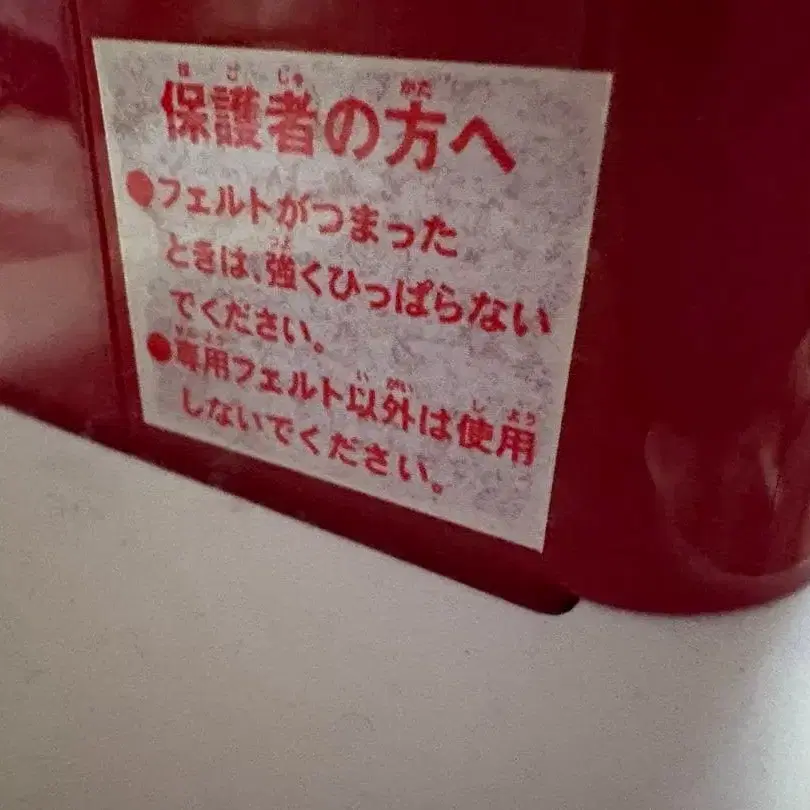 保護者の方へ
●フェルトがつまった
ときは、強くひっぱらない
でください。
●専用フェルト以外は使用
しないでください。